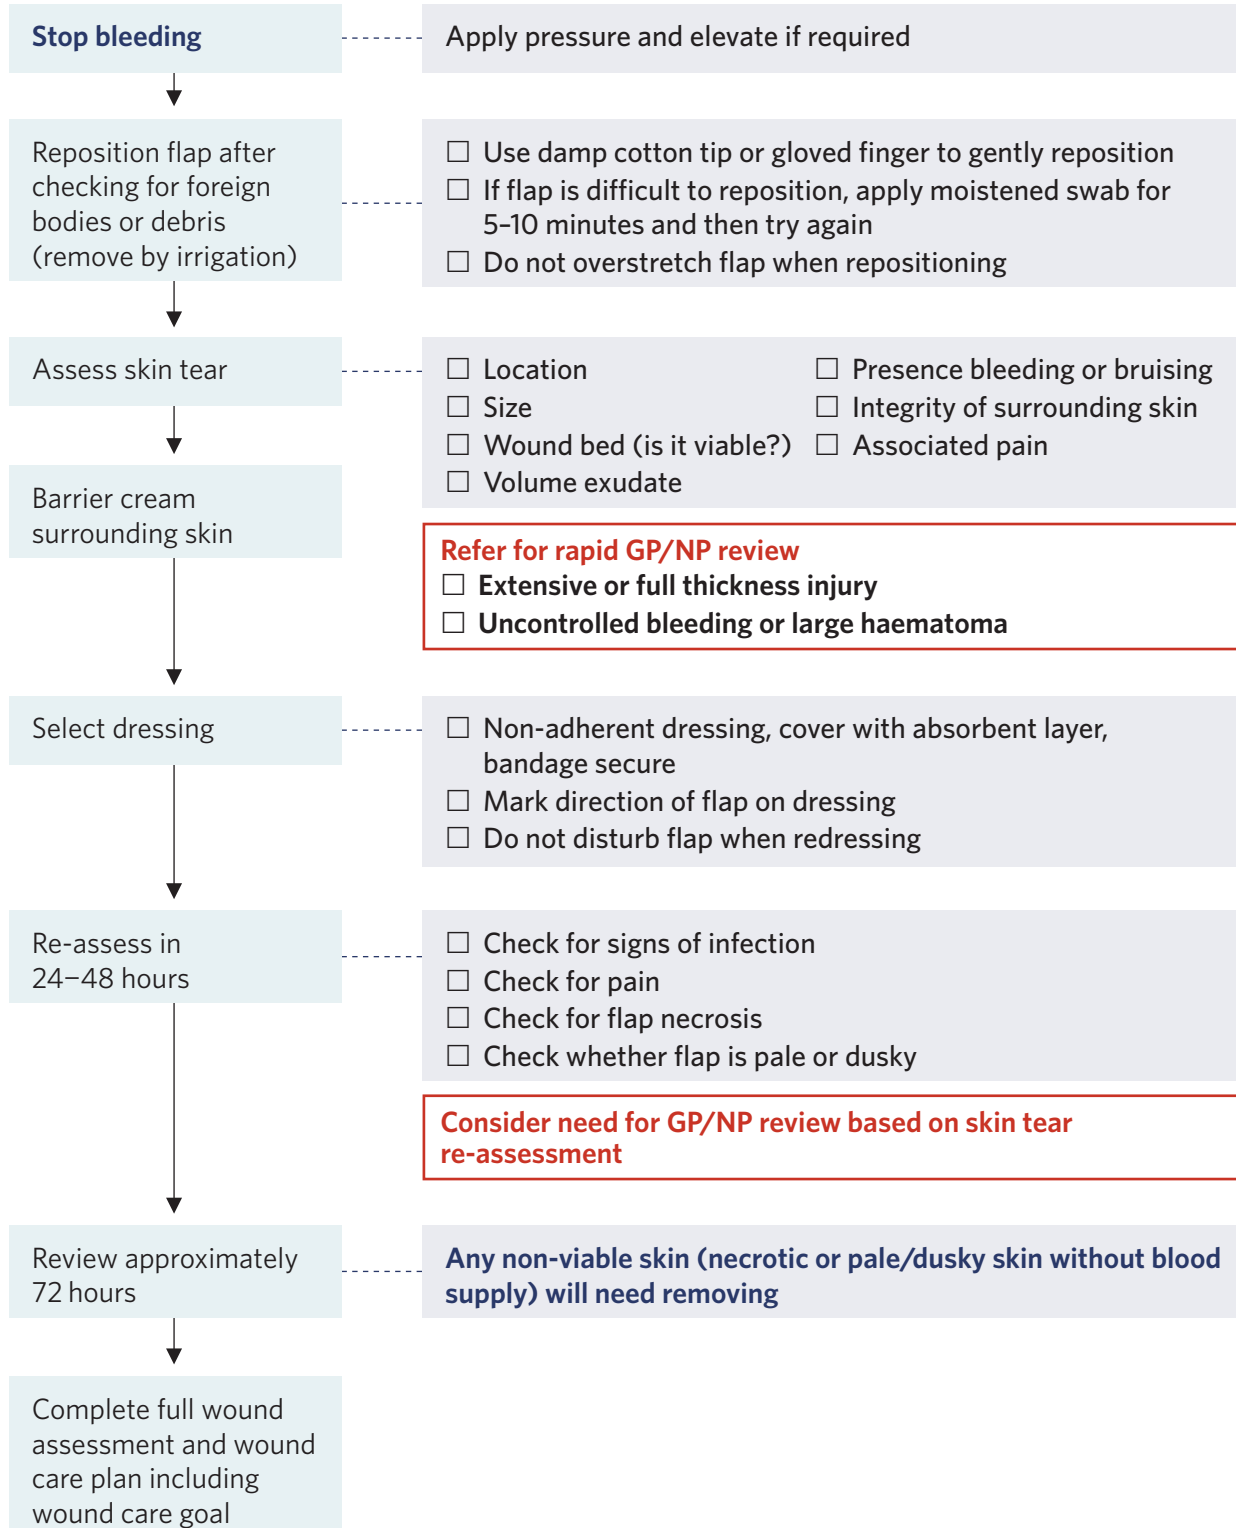 Stop bleeding
Apply pressure and elevate if required
Reposition flap after
checking for foreign
bodies or debris
(remove by irrigation)
☐ Use damp cotton tip or gloved finger to gently reposition
☐ If flap is difficult to reposition, apply moistened swab for
5–10 minutes and then try again
☐ Do not overstretch flap when repositioning
Assess skin tear
☐ Location
☐ Size
☐ Wound bed (is it viable?)
☐ Volume exudate
☐ Presence bleeding or bruising
☐ Integrity of surrounding skin
☐ Associated pain
Barrier cream
surrounding skin
Refer for rapid GP/NP review
☐ Extensive or full thickness injury
☐ Uncontrolled bleeding or large haematoma
Select dressing
☐ Non-adherent dressing, cover with absorbent layer,
bandage secure
☐ Mark direction of flap on dressing
☐ Do not disturb flap when redressing
Re-assess in
24–48 hours
☐ Check for signs of infection
☐ Check for pain
☐ Check for flap necrosis
☐ Check whether flap is pale or dusky
Consider need for GP/NP review based on skin tear
re-assessment
Review approximately
72 hours
Any non-viable skin (necrotic or pale/dusky skin without blood
supply) will need removing
Complete full wound
assessment and wound
care plan including
wound care goal